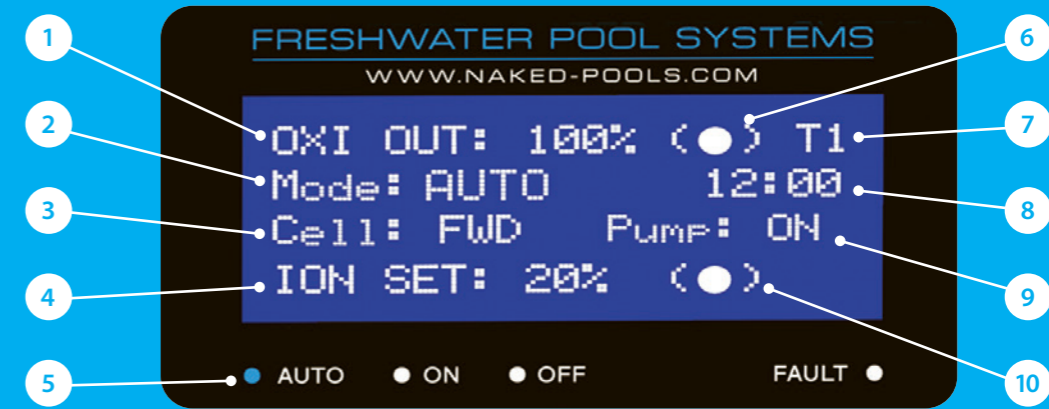 FRESHWATER POOL SYSTEMS
WWW.NAKED-POOLS.COM
1
2
3
4
5
OXI OUT: 100% (●) T1
Mode: AUTO 12:00
Cell: FWD Pump: ON
ION SET: 20% (●)
AUTO ON OFF FAULT
6
7
8
9
10